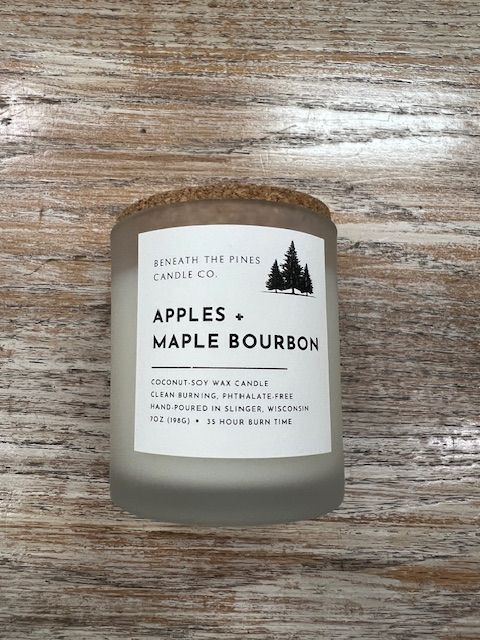 BENEATH THE PINES
CANDLE CO.
APPLES +
MAPLE BOURBON
COCONUT-SOY WAX CANDLE
CLEAN BURNING, PHTHALATE-FREE
HAND-POURED IN SLINGER, WISCONSIN
7OZ (198G) • 35 HOUR BURN TIME